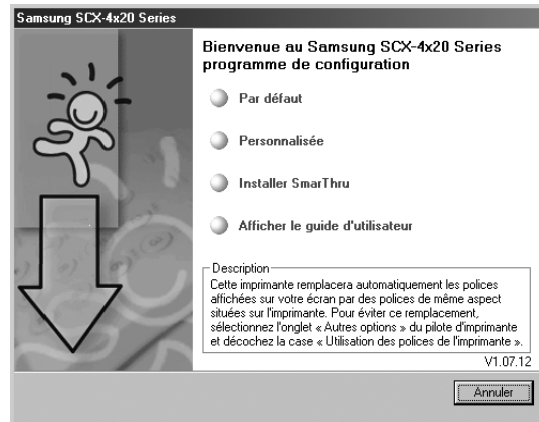 Samsung SCX-4x20 Series
Bienvenue au Samsung SCX-4x20 Series
programme de configuration
Par défaut
Personnalisée
Installer SmarThru
Afficher le guide d'utilisateur
Description
Cette imprimante remplacera automatiquement les polices
affichées sur votre écran par des polices de même aspect
situées sur l'imprimante. Pour éviter ce remplacement,
sélectionnez l'onglet « Autres options » du pilote d'imprimante
et décochez la case « Utilisation des polices de l'imprimante ».
V1.07.12
Annuler